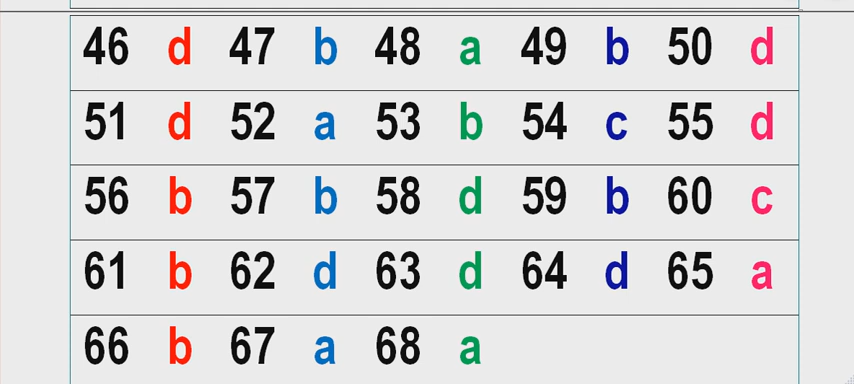 46 d 47 b 48 a 49 b 50 d
51 d 52 a 53 b 54 c 55 d
56 b 57 b 58 d 59 b 60 c
61 b 62 d 63 d 64 d 65 a
66 b 67 a 68 a